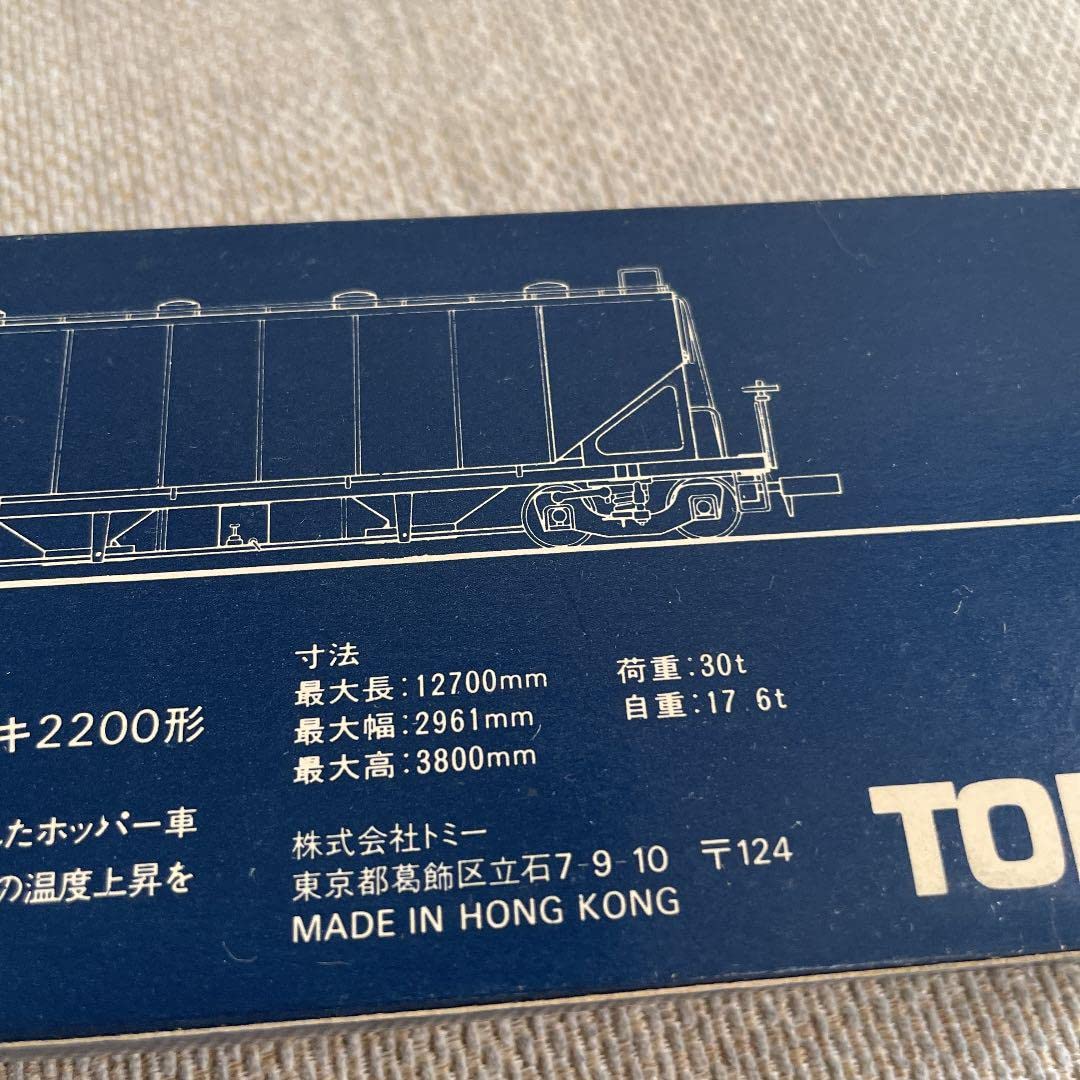 キ2200形
たホッパー車
の温度上昇を
寸法
最大長:12700mm
最大幅:2961mm
最大高:3800mm
荷重:30t
自重:17.6t
株式会社トミー
東京都葛飾区立石7-9-10 〒124
MADE IN HONG KONG
TO